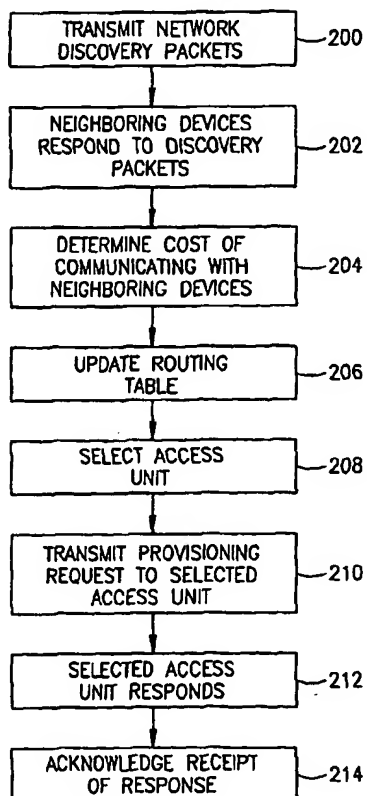 TRANSMIT NETWORK
DISCOVERY PACKETS
200
NEIGHBORING DEVICES
RESPOND TO DISCOVERY
PACKETS
202
DETERMINE COST OF
COMMUNICATING WITH
NEIGHBORING DEVICES
204
UPDATE ROUTING
TABLE
206
SELECT ACCESS
UNIT
208
TRANSMIT PROVISIONING
REQUEST TO SELECTED
ACCESS UNIT
210
SELECTED ACCESS
UNIT RESPONDS
212
ACKNOWLEDGE RECEIPT
OF RESPONSE
214